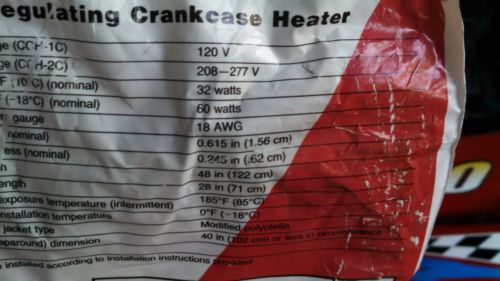 egulating Crankcase Heater
ge (CCH-1C) 120 V
ge (CCH-2C) 208–277 V
F (10°C) (nominal) 32 watts
F (–18°C) (nominal) 60 watts
gauge 18 AWG
nominal) 0.615 in (1.56 cm)
ess (nominal) 0.245 in (.62 cm)
n 48 in (122 cm)
ength 28 in (71 cm)
exposure temperature (intermittent) 185°F (85°C)
nstallation temperature 0°F (–18°C)
jacket type Modified polyolefin
aparound) dimension 40 in (102 cm) or less in circumference
e installed according to installation instructions provided